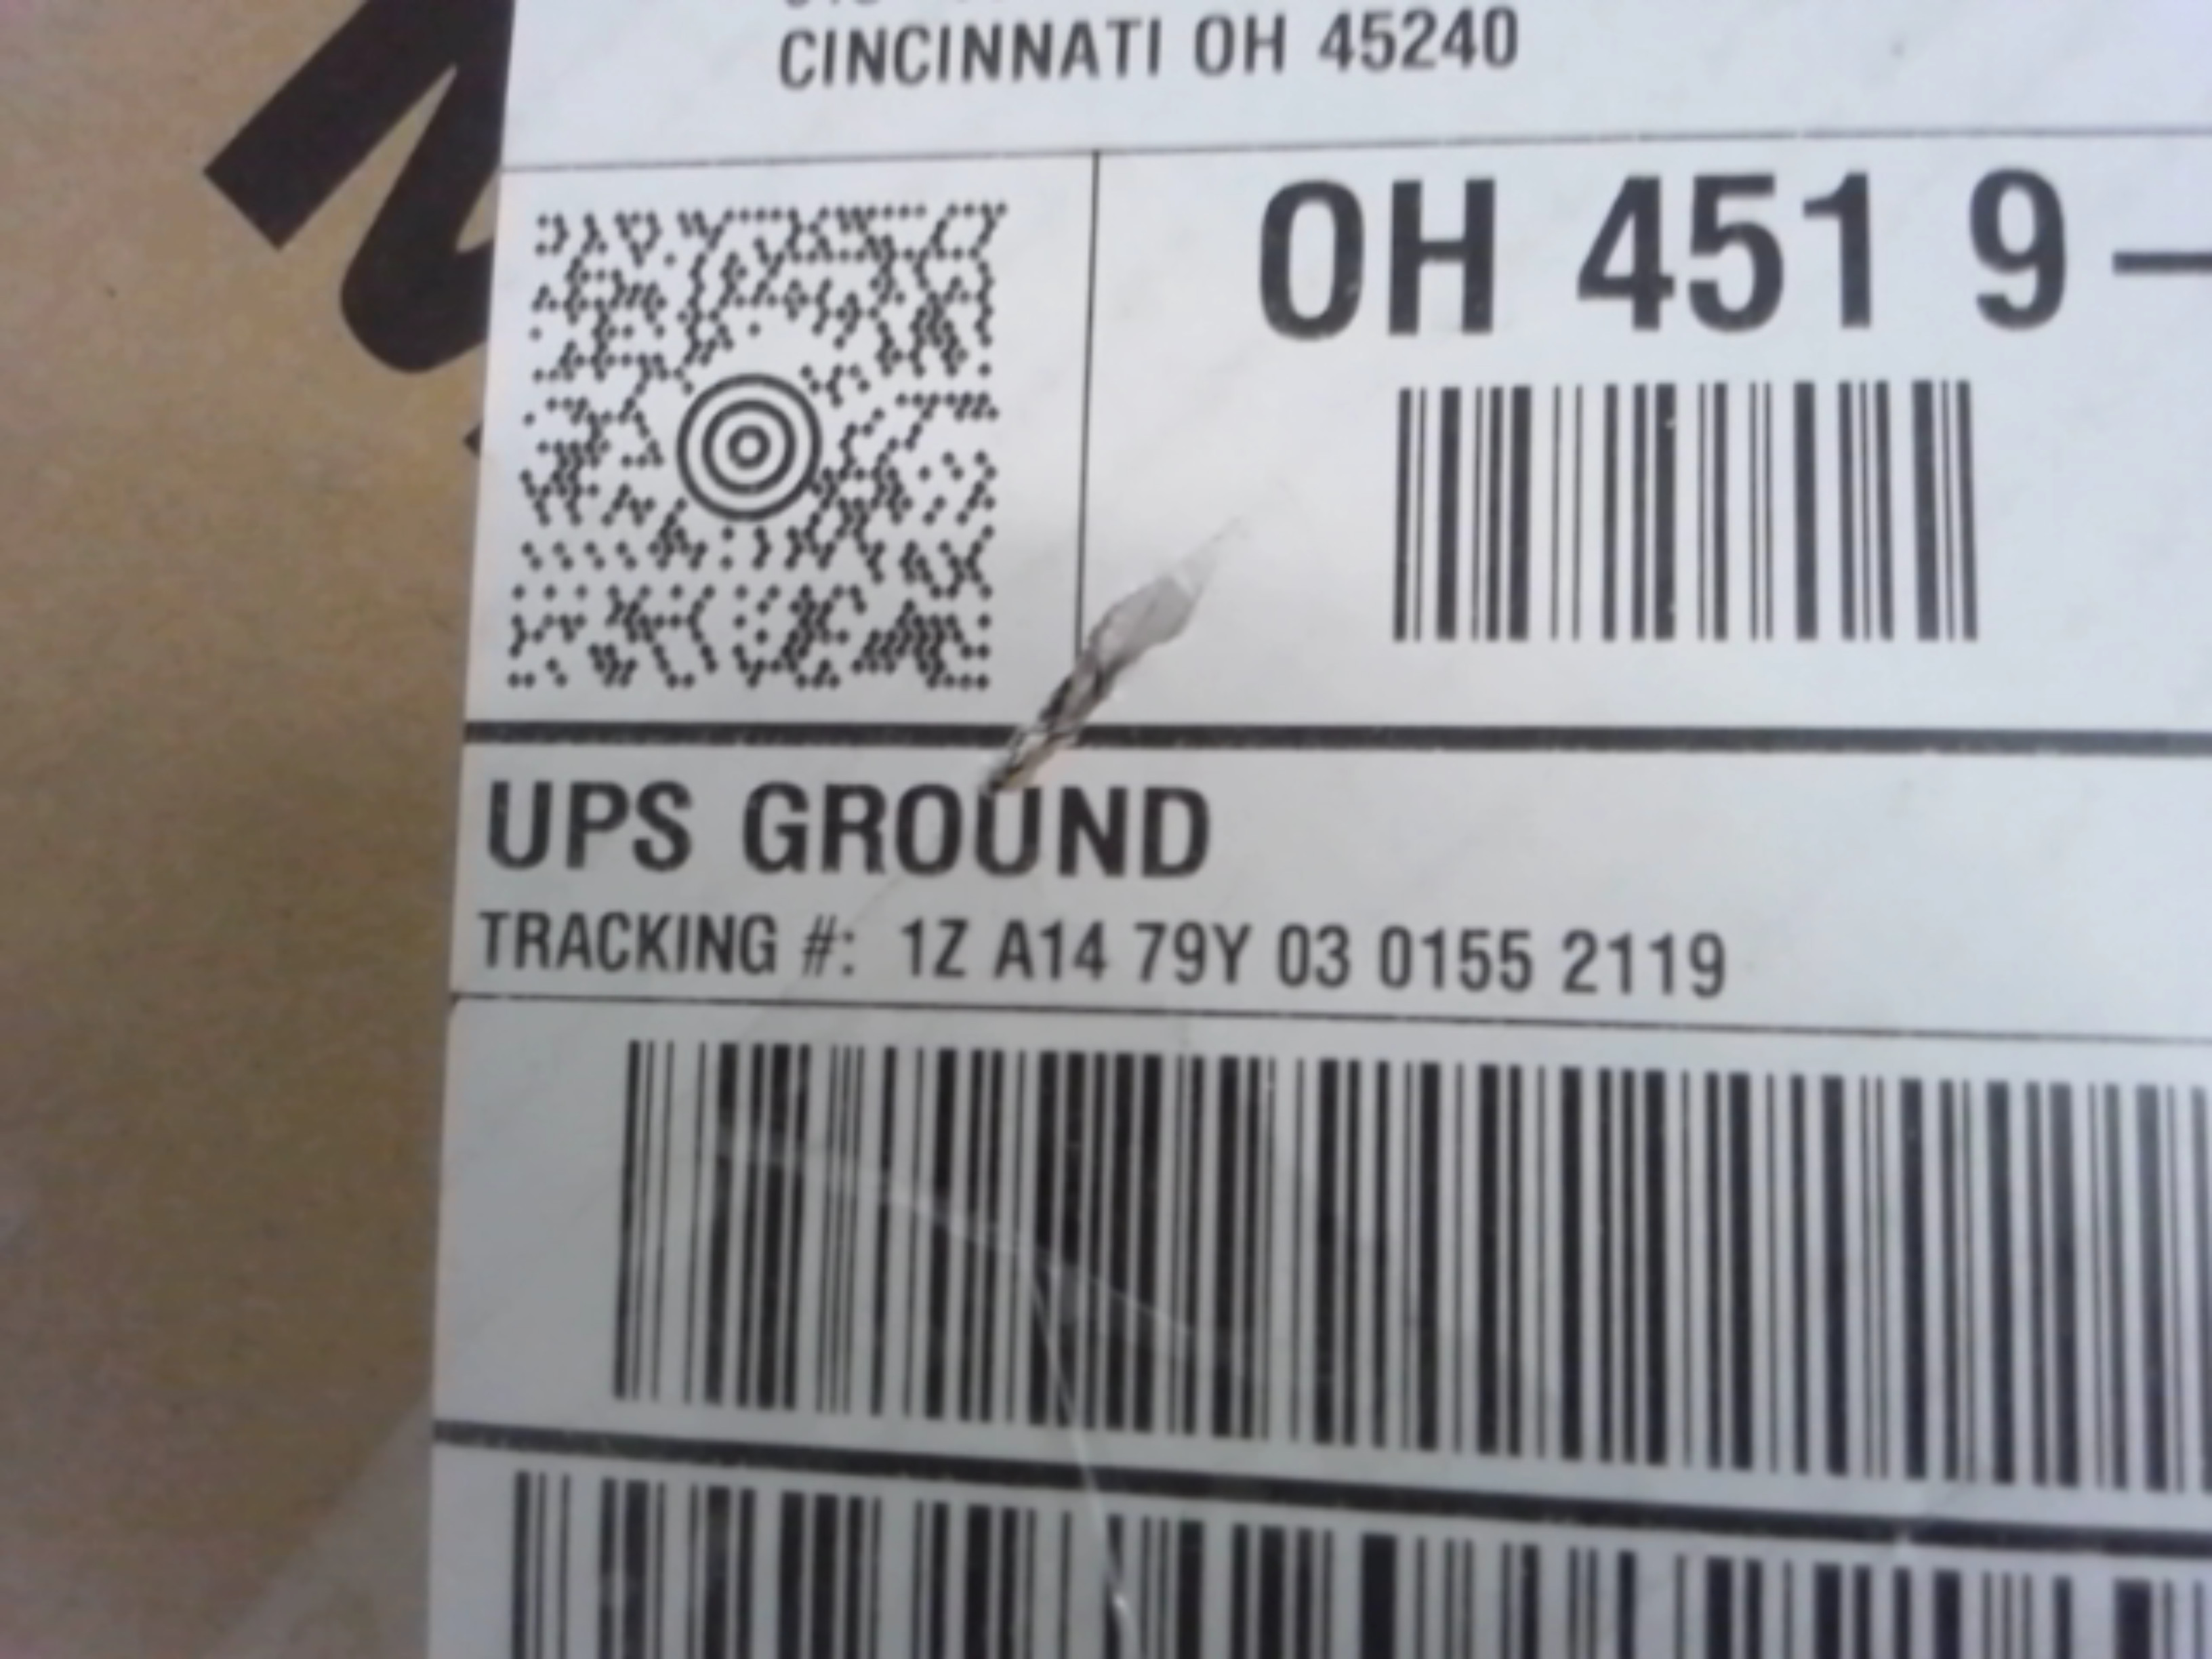 CINCINNATI OH 45240
OH 451 9-
UPS GROUND
TRACKING #: 1Z A14 79Y 03 0155 2119